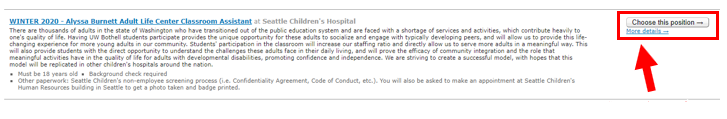 WINTER 2020 - Alyssa Burnett Adult Life Center Classroom Assistant at Seattle Children's Hospital
Choose this position →
More details →
There are thousands of adults in the state of Washington who have transitioned out of the public education system and are faced with a shortage of services and activities, which contribute heavily to
one's quality of life. Having UW Bothell students participate provides the unique opportunity for these adults to socialize and engage with typically developing peers, and will allow us to provide this life-
changing experience for more young adults in our community. Students' participation in the classroom will increase our staffing ratio and directly allow us to serve more adults in a meaningful way. This
will also provide students with the direct opportunity to understand the challenges these adults face in their daily living, and will prove the efficacy of community integration and the role that
meaningful activities have in the quality of life for adults with developmental disabilities, promoting confidence and independence. We are striving to create a successful model, with hopes that this
model will be replicated in other children's hospitals around the nation.
• Must be 18 years old • Background check required
• Other paperwork: Seattle Children's non-employee screening process (i.e. Confidentiality Agreement, Code of Conduct, etc.). You will also be asked to make an appointment at Seattle Children's
Human Resources building in Seattle to get a photo taken and badge printed.